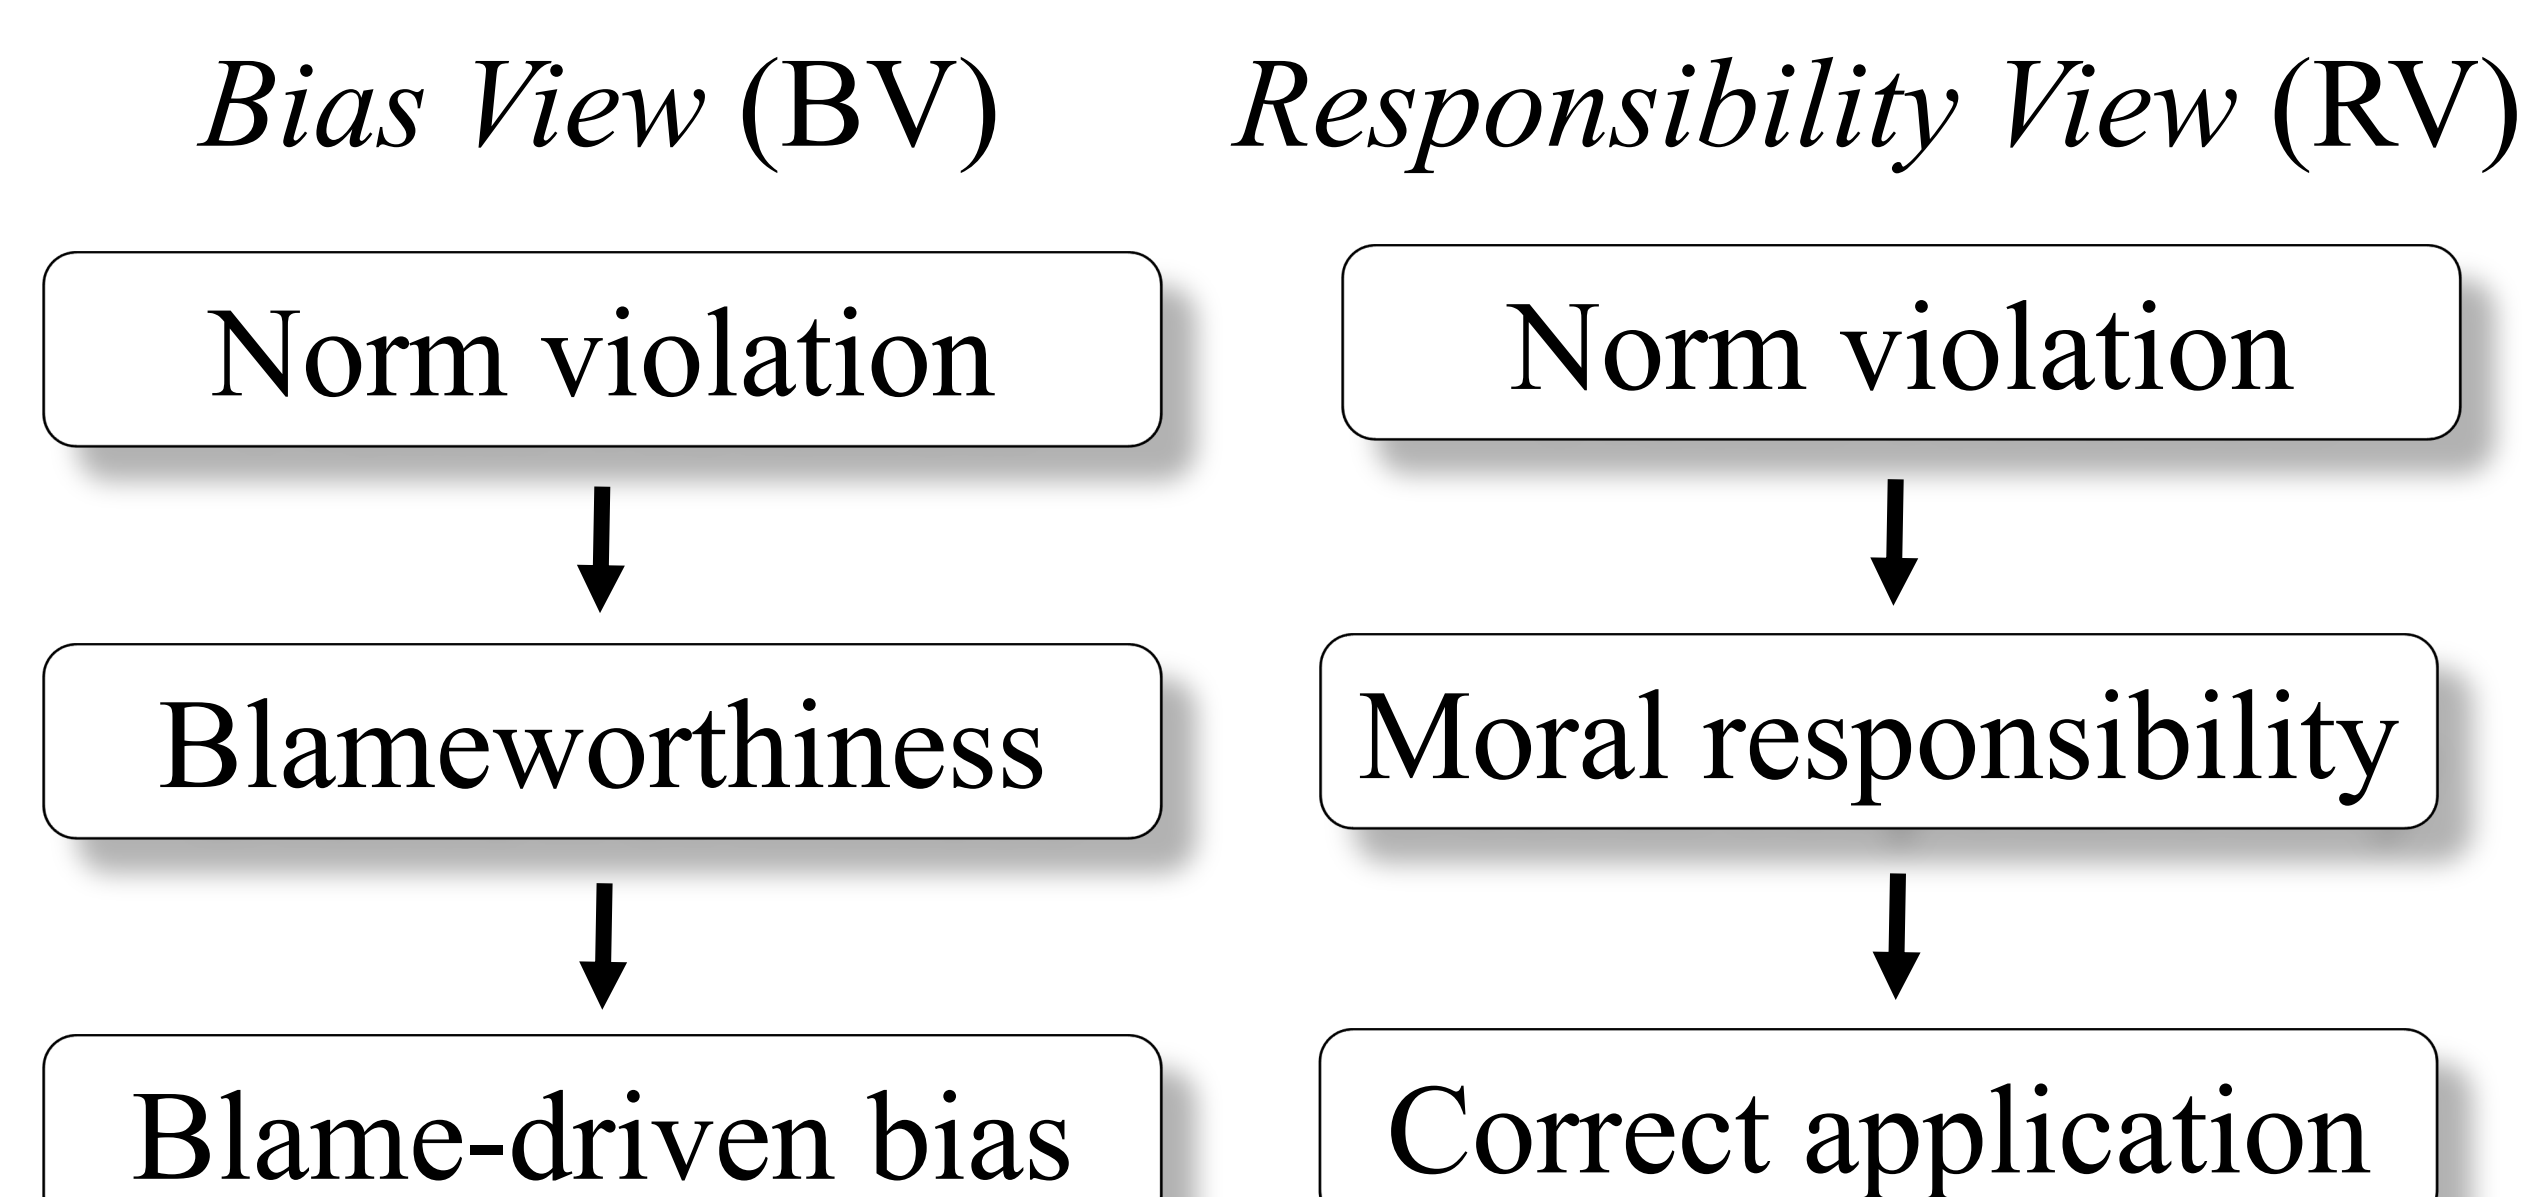 Bias View (BV)
Norm violation
Blameworthiness
Blame-driven bias
Responsibility View (RV)
Norm violation
Moral responsibility
Correct application